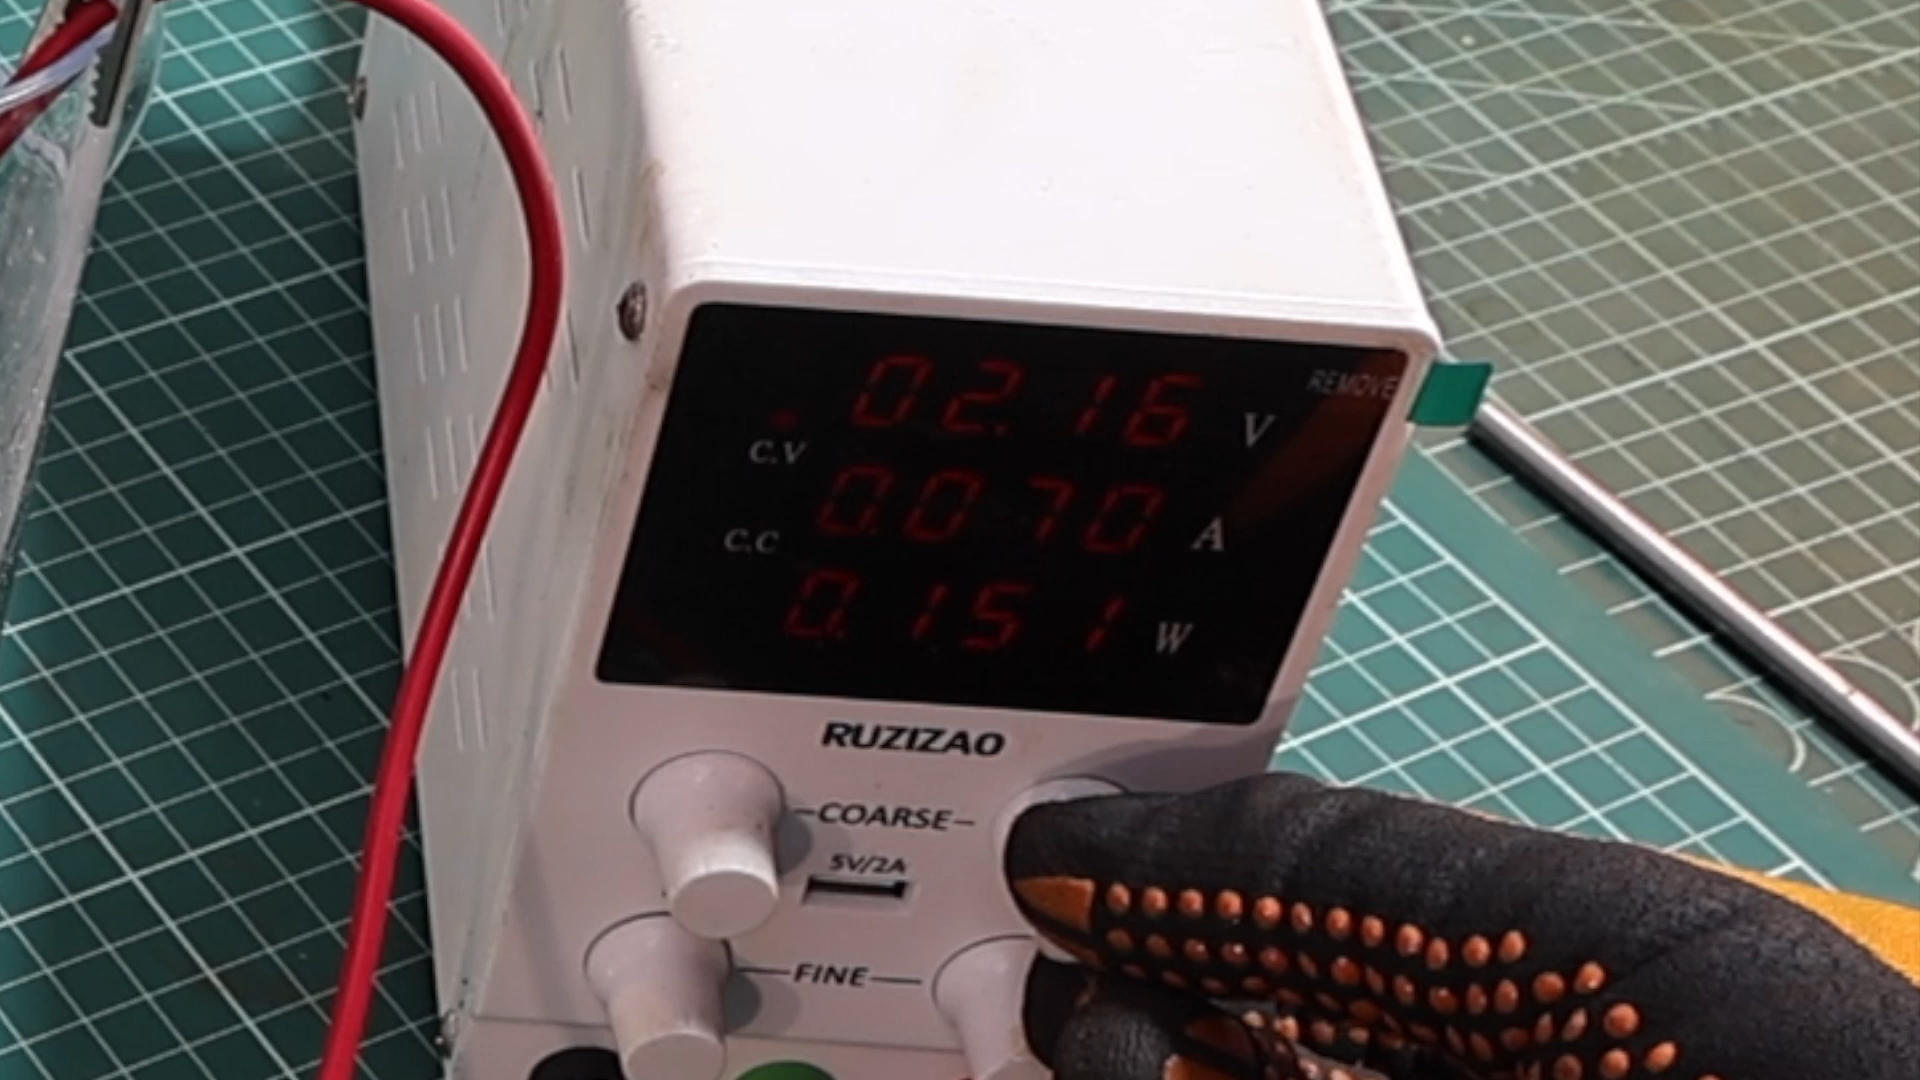 02.16 V
REMOVE
C.V
0.070 A
C.C
0.151 W
RUZIZAO
COARSE
5V/2A
FINE